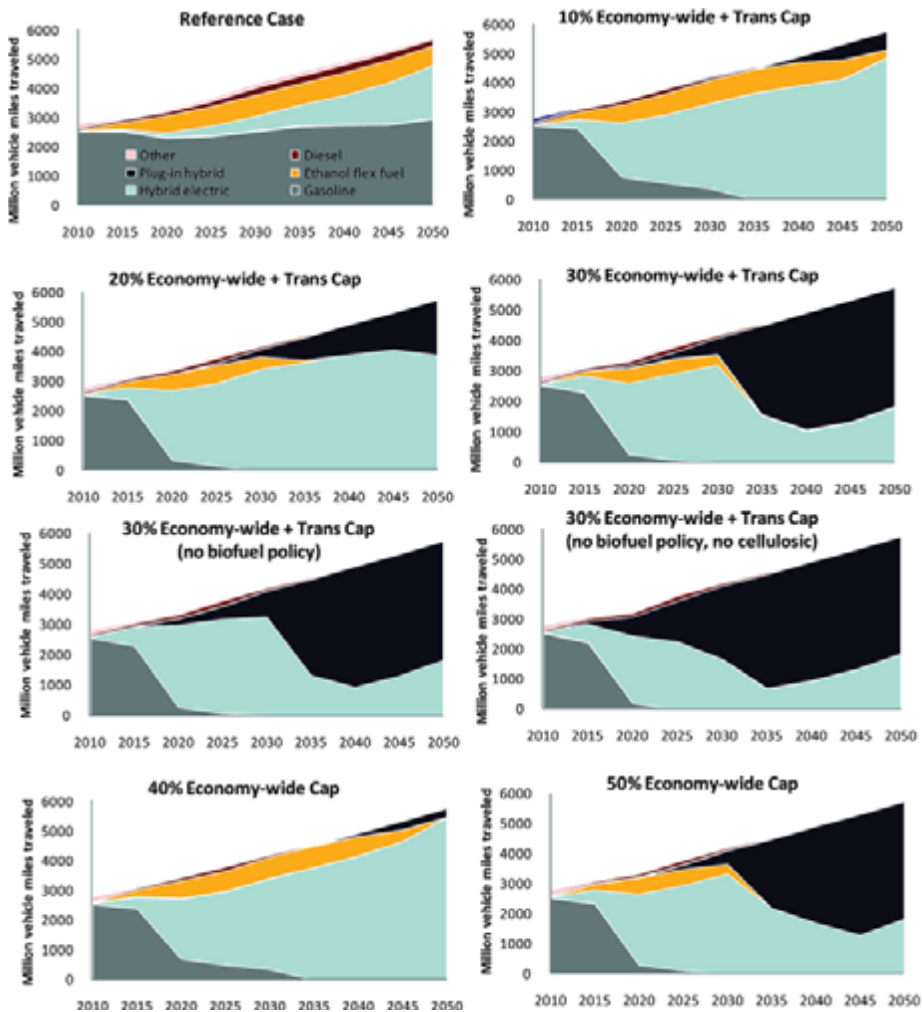 Reference Case
Million vehicle miles traveled
6000
5000
4000
3000
2000
1000
0
Other
Diesel
Plug-in hybrid
Ethanol flex fuel
Hybrid electric
Gasoline
2010 2015 2020 2025 2030 2035 2040 2045 2050
10% Economy-wide + Trans Cap
Million vehicle miles traveled
6000
5000
4000
3000
2000
1000
0
2010 2015 2020 2025 2030 2035 2040 2045 2050
20% Economy-wide + Trans Cap
Million vehicle miles traveled
6000
5000
4000
3000
2000
1000
0
2010 2015 2020 2025 2030 2035 2040 2045 2050
30% Economy-wide + Trans Cap
Million vehicle miles traveled
6000
5000
4000
3000
2000
1000
0
2010 2015 2020 2025 2030 2035 2040 2045 2050
30% Economy-wide + Trans Cap
(no biofuel policy)
Million vehicle miles traveled
6000
5000
4000
3000
2000
1000
0
2010 2015 2020 2025 2030 2035 2040 2045 2050
30% Economy-wide + Trans Cap
(no biofuel policy, no cellulosic)
Million vehicle miles traveled
6000
5000
4000
3000
2000
1000
0
2010 2015 2020 2025 2030 2035 2040 2045 2050
40% Economy-wide Cap
Million vehicle miles traveled
6000
5000
4000
3000
2000
1000
0
2010 2015 2020 2025 2030 2035 2040 2045 2050
50% Economy-wide Cap
Million vehicle miles traveled
6000
5000
4000
3000
2000
1000
0
2010 2015 2020 2025 2030 2035 2040 2045 2050